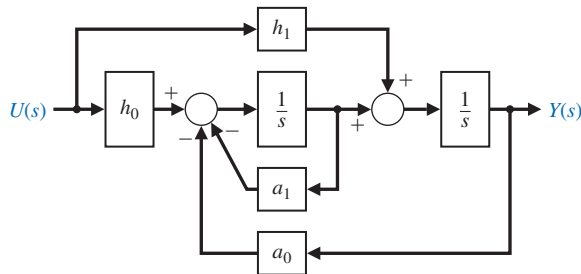 h₁
U(s)
h₀
+
−
−
1/s
+
+
1/s
Y(s)
a₁
a₀